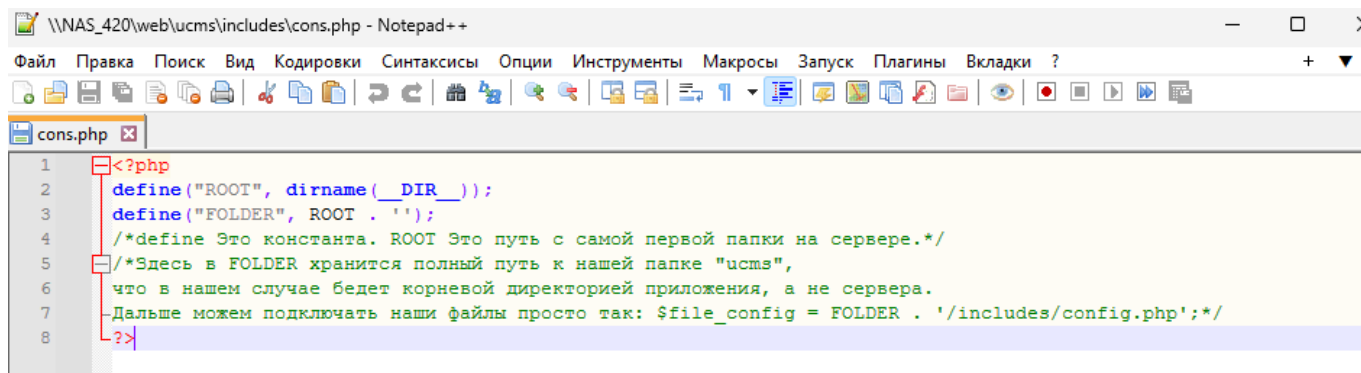 \\NAS_420\web\ucms\includes\cons.php - Notepad++
Файл Правка Поиск Вид Кодировки Синтаксисы Опции Инструменты Макросы Запуск Плагины Вкладки ?
cons.php
1 <?php
2 define("ROOT", dirname(__DIR__));
3 define("FOLDER", ROOT . '');
4 /*define Это константа. ROOT Это путь с самой первой папки на сервере.*/
5 /*Здесь в FOLDER хранится полный путь к нашей папке "ucms",
6 что в нашем случае бедет корневой директорией приложения, а не сервера.
7 Дальше можем подключать наши файлы просто так: $file_config = FOLDER . '/includes/config.php';*/
8 ?>